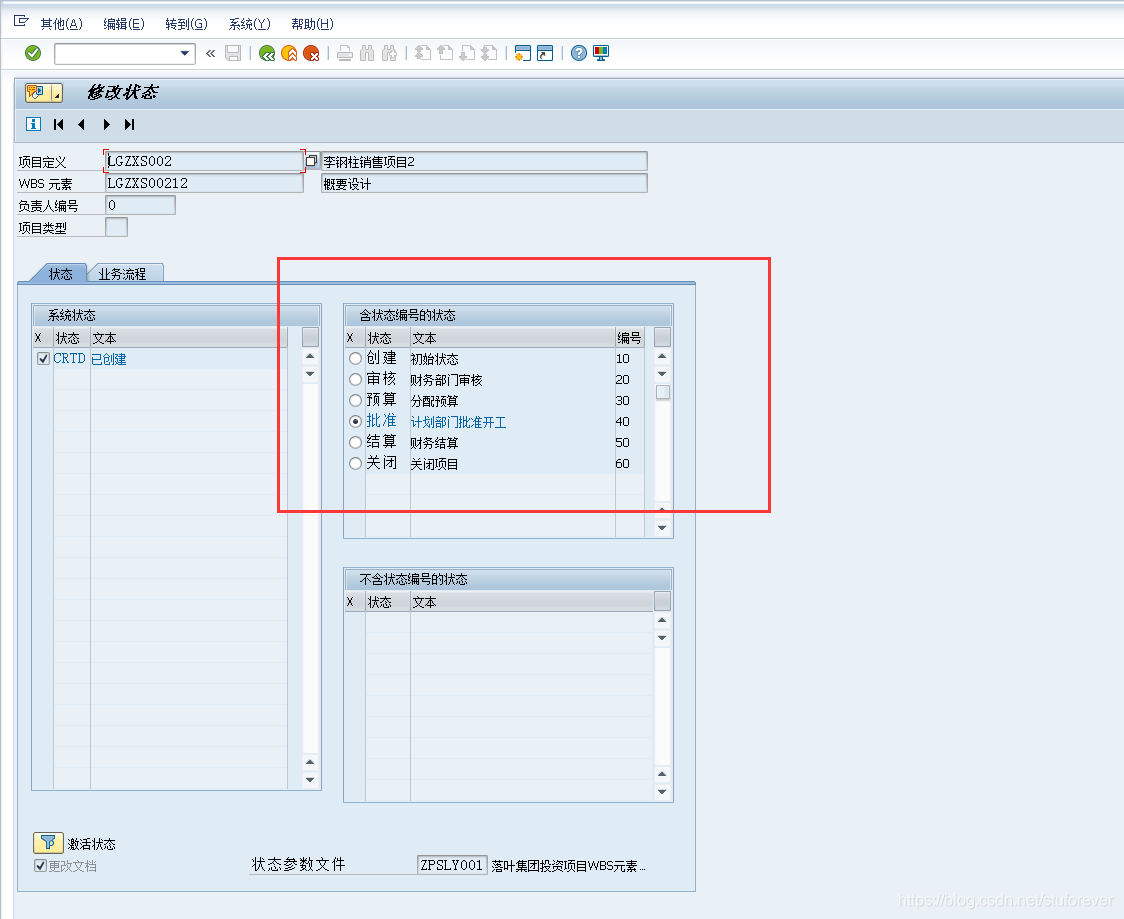 其他(A) 编辑(E) 转到(G) 系统(Y) 帮助(H)
修改状态
项目定义 LGZXS002 李钢柱销售项目2
WBS 元素 LGZXS00212 概要设计
负责人编号 0
项目类型
状态 业务流程
系统状态
X 状态 文本
CRTD 已创建
含状态编号的状态
X 状态 文本 编号
创建 初始状态 10
审核 财务部门审核 20
预算 分配预算 30
批准 计划部门批准开工 40
结算 财务结算 50
关闭 关闭项目 60
不含状态编号的状态
X 状态 文本
激活状态
更改文档
状态参数文件 ZPSLY001 落叶集团投资项目WBS元素…
https://blog.csdn.net/stuforever